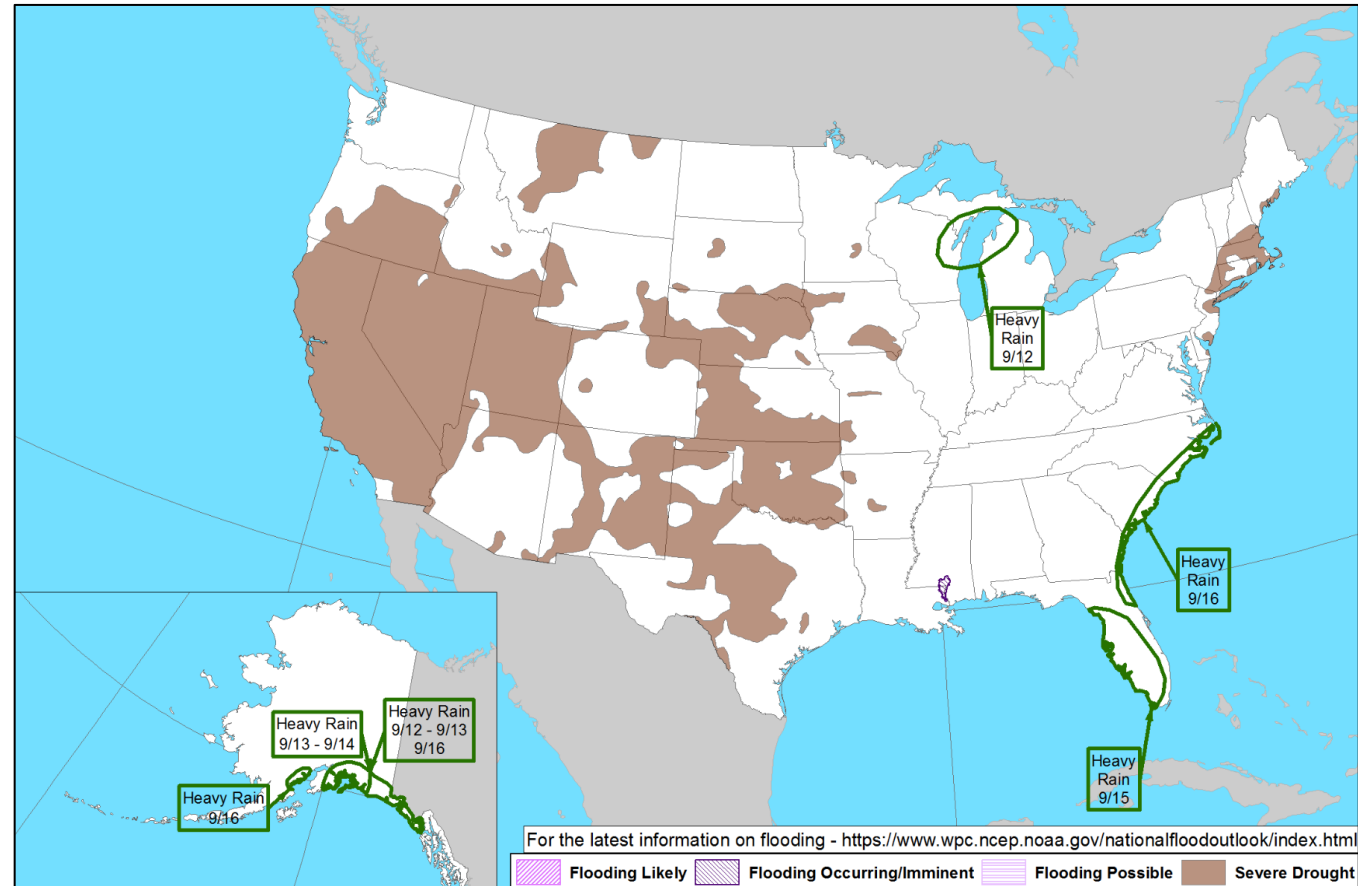 Heavy
Rain
9/12
Heavy
Rain
9/16
Heavy
Rain
9/15
Heavy Rain
9/13 - 9/14
Heavy Rain
9/12 - 9/13
9/16
Heavy Rain
9/16
For the latest information on flooding - https://www.wpc.ncep.noaa.gov/nationalfloodoutlook/index.html
Flooding Likely Flooding Occurring/Imminent Flooding Possible Severe Drought